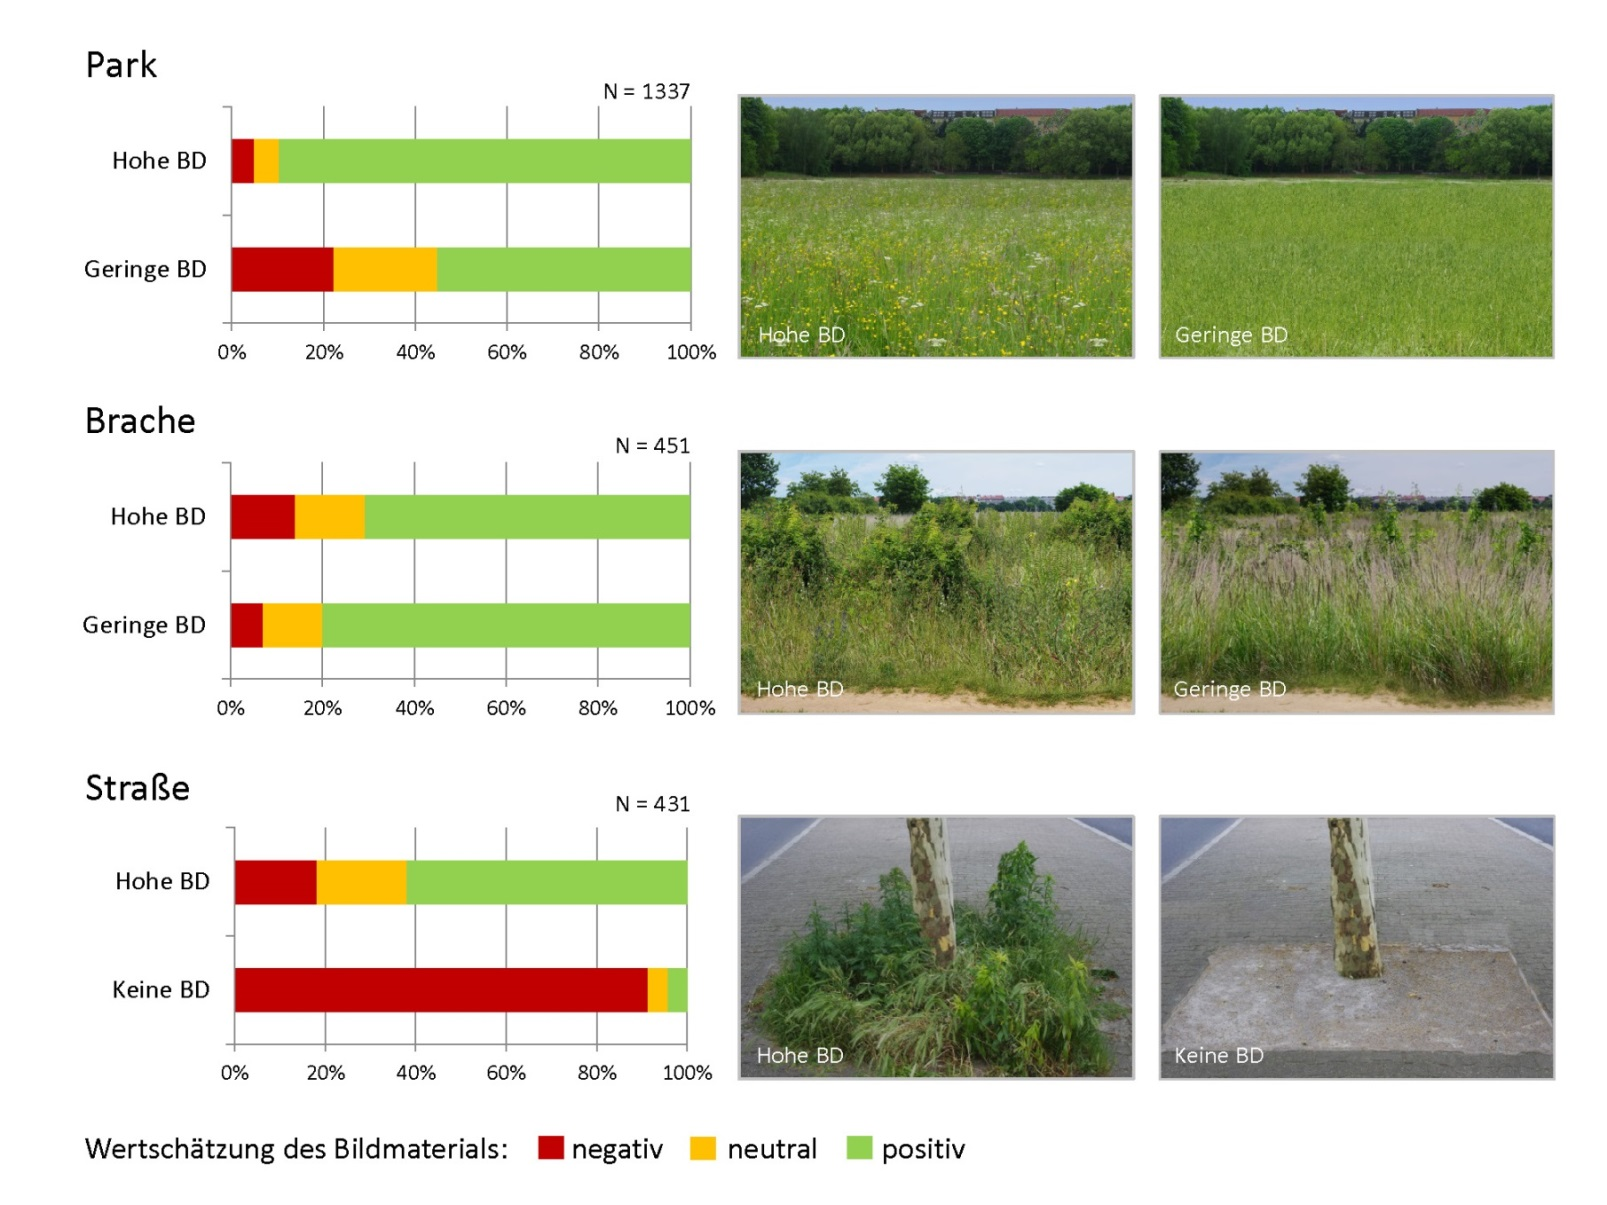 Park
N = 1337
Hohe BD
Geringe BD
0% 20% 40% 60% 80% 100%
Hohe BD
Geringe BD
Brache
N = 451
Hohe BD
Geringe BD
0% 20% 40% 60% 80% 100%
Hohe BD
Geringe BD
Straße
N = 431
Hohe BD
Keine BD
0% 20% 40% 60% 80% 100%
Hohe BD
Keine BD
Wertschätzung des Bildmaterials: negativ neutral positiv